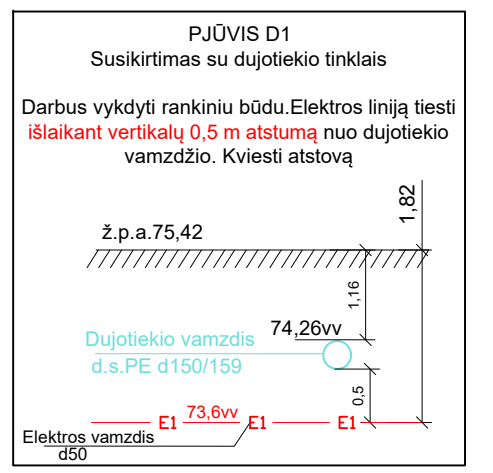 PJŪVIS D1
Susikirtimas su dujotiekio tinklais
Darbus vykdyti rankiniu būdu.Elektros liniją tiesti
išlaikant vertikalų 0,5 m atstumą nuo dujotiekio
vamzdžio. Kviesti atstovą
1,82
ž.p.a.75,42
1,16
74,26vv
Dujotiekio vamzdis
d.s.PE d150/159
0,5
73,6vv
E1 E1 E1
Elektros vamzdis
d50